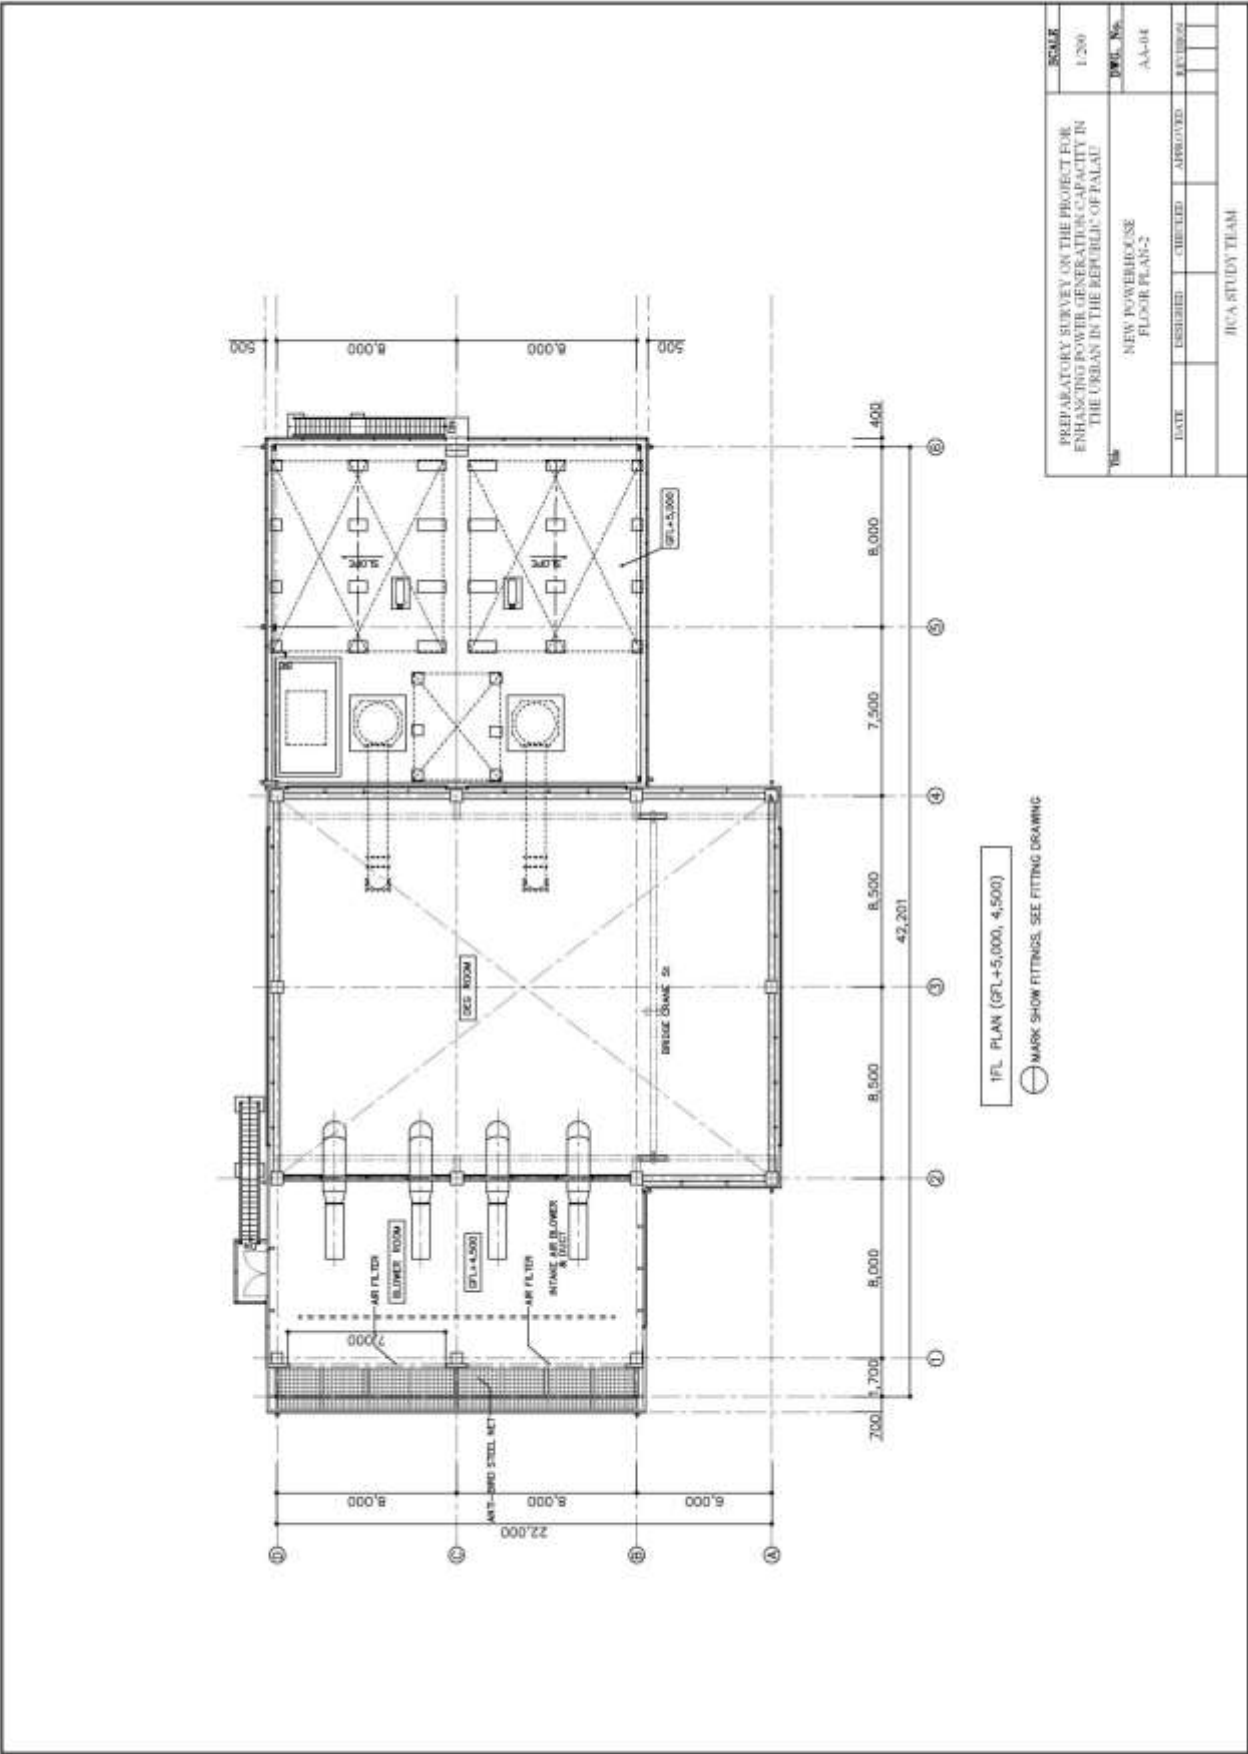 500
8,000
8,000
500
DN
SLOPE
SLOPE
GFL+5,000
400
8,000
7,500
8,500
8,500
8,000
1,700
700
42,201
⑥
⑤
④
③
②
①
DEG ROOM
BRIDGE CRANE 5t
AIR FILTER
BLOWER ROOM
GFL+4,500
AIR FILTER
INTAKE AIR BLOWER
& DUCT
7,000
ANTI-BIRD STEEL NET
8,000
8,000
6,000
22,000
Ⓓ
Ⓒ
Ⓑ
Ⓐ
1FL PLAN (GFL+5,000, 4,500)
MARK SHOW FITTINGS, SEE FITTING DRAWING
PREPARATORY SURVEY ON THE PROJECT FOR
ENHANCING POWER GENERATION CAPACITY IN
THE URBAN IN THE REPUBLIC OF PALAU
SCALE
1/200
Title
NEW POWERHOUSE
FLOOR PLAN-2
DWG. No.
AA-04
DATE DESIGNED CHECKED APPROVED REVISION
JICA STUDY TEAM